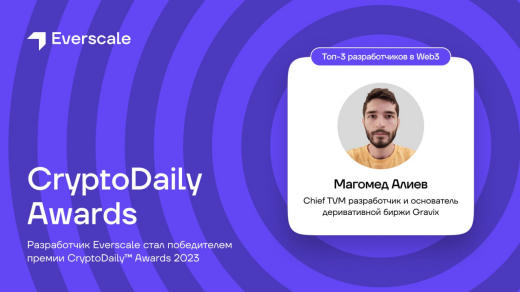 Everscale
Топ-3 разработчиков в Web3
Магомед Алиев
Chief TVM разработчик и основатель
деривативной биржи Gravix
CryptoDaily
Awards
Разработчик Everscale стал победителем
премии CryptoDaily™ Awards 2023